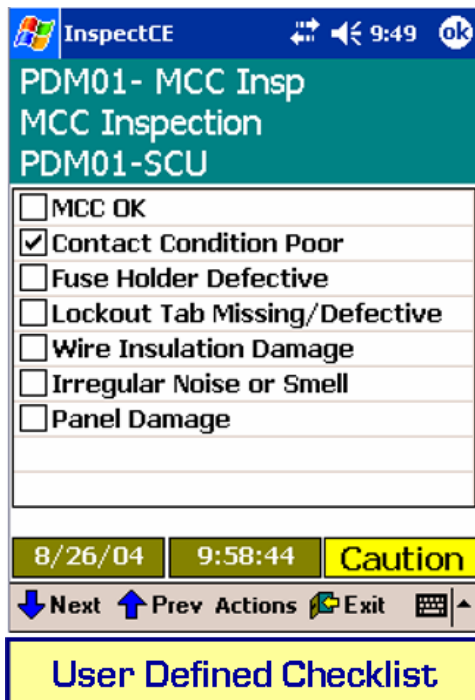 InspectCE 9:49 ok
PDM01- MCC Insp
MCC Inspection
PDM01-SCU
MCC OK
Contact Condition Poor
Fuse Holder Defective
Lockout Tab Missing/Defective
Wire Insulation Damage
Irregular Noise or Smell
Panel Damage
8/26/04 9:58:44 Caution
Next Prev Actions Exit
User Defined Checklist